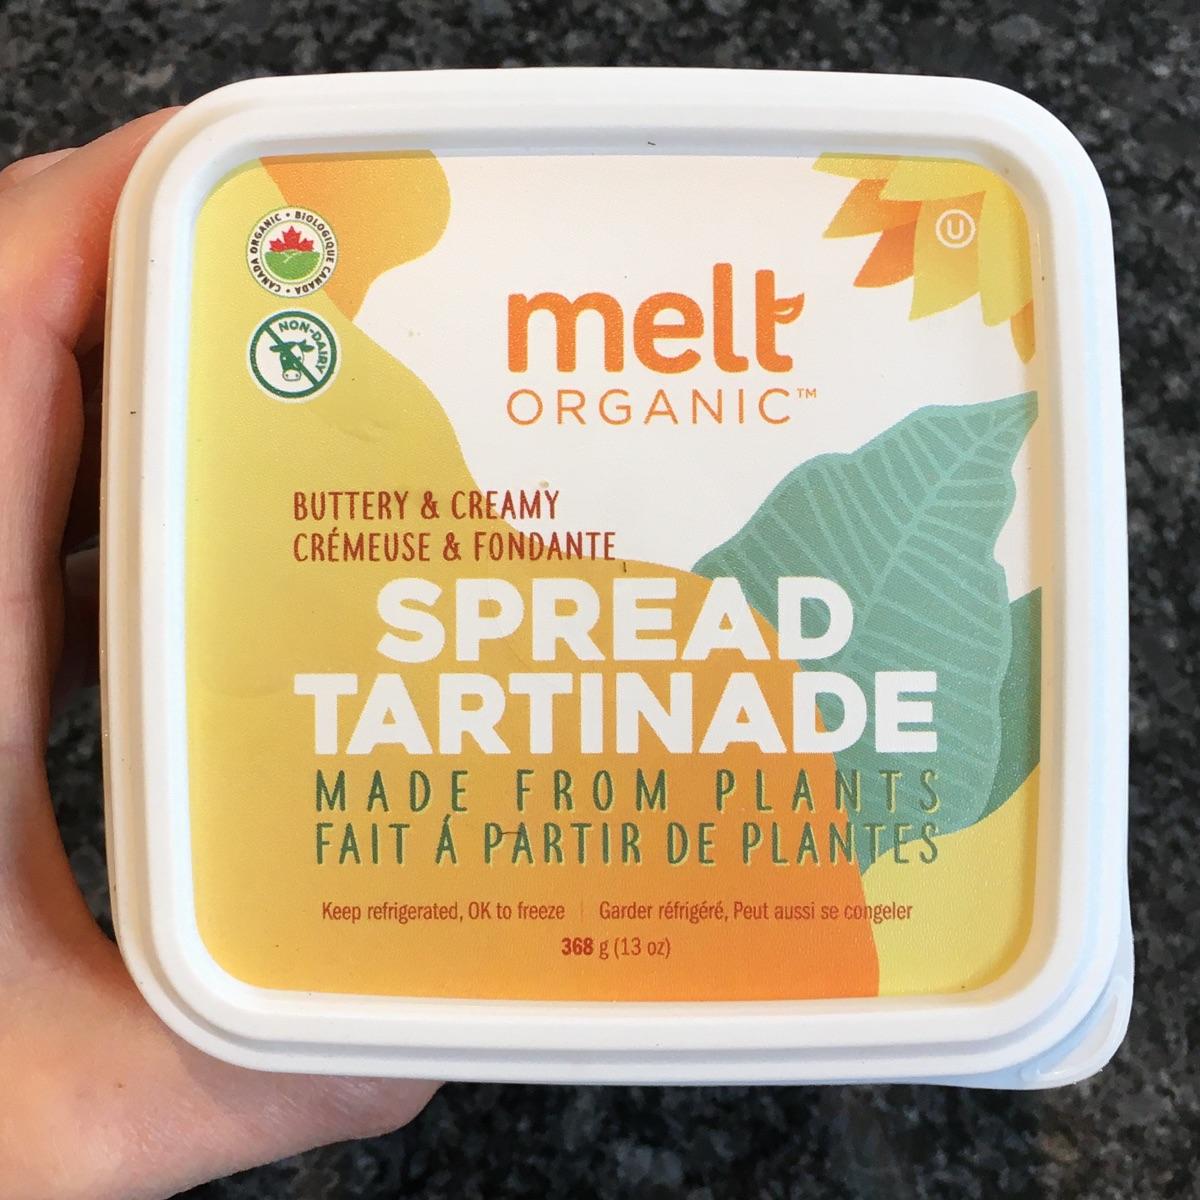 CANADA ORGANIC • BIOLOGIQUE CANADA •
NON-DAIRY
U
melt
ORGANIC™
BUTTERY & CREAMY
CRÉMEUSE & FONDANTE
SPREAD
TARTINADE
MADE FROM PLANTS
FAIT Á PARTIR DE PLANTES
Keep refrigerated, OK to freeze | Garder réfrigéré, Peut aussi se congeler
368 g (13 oz)